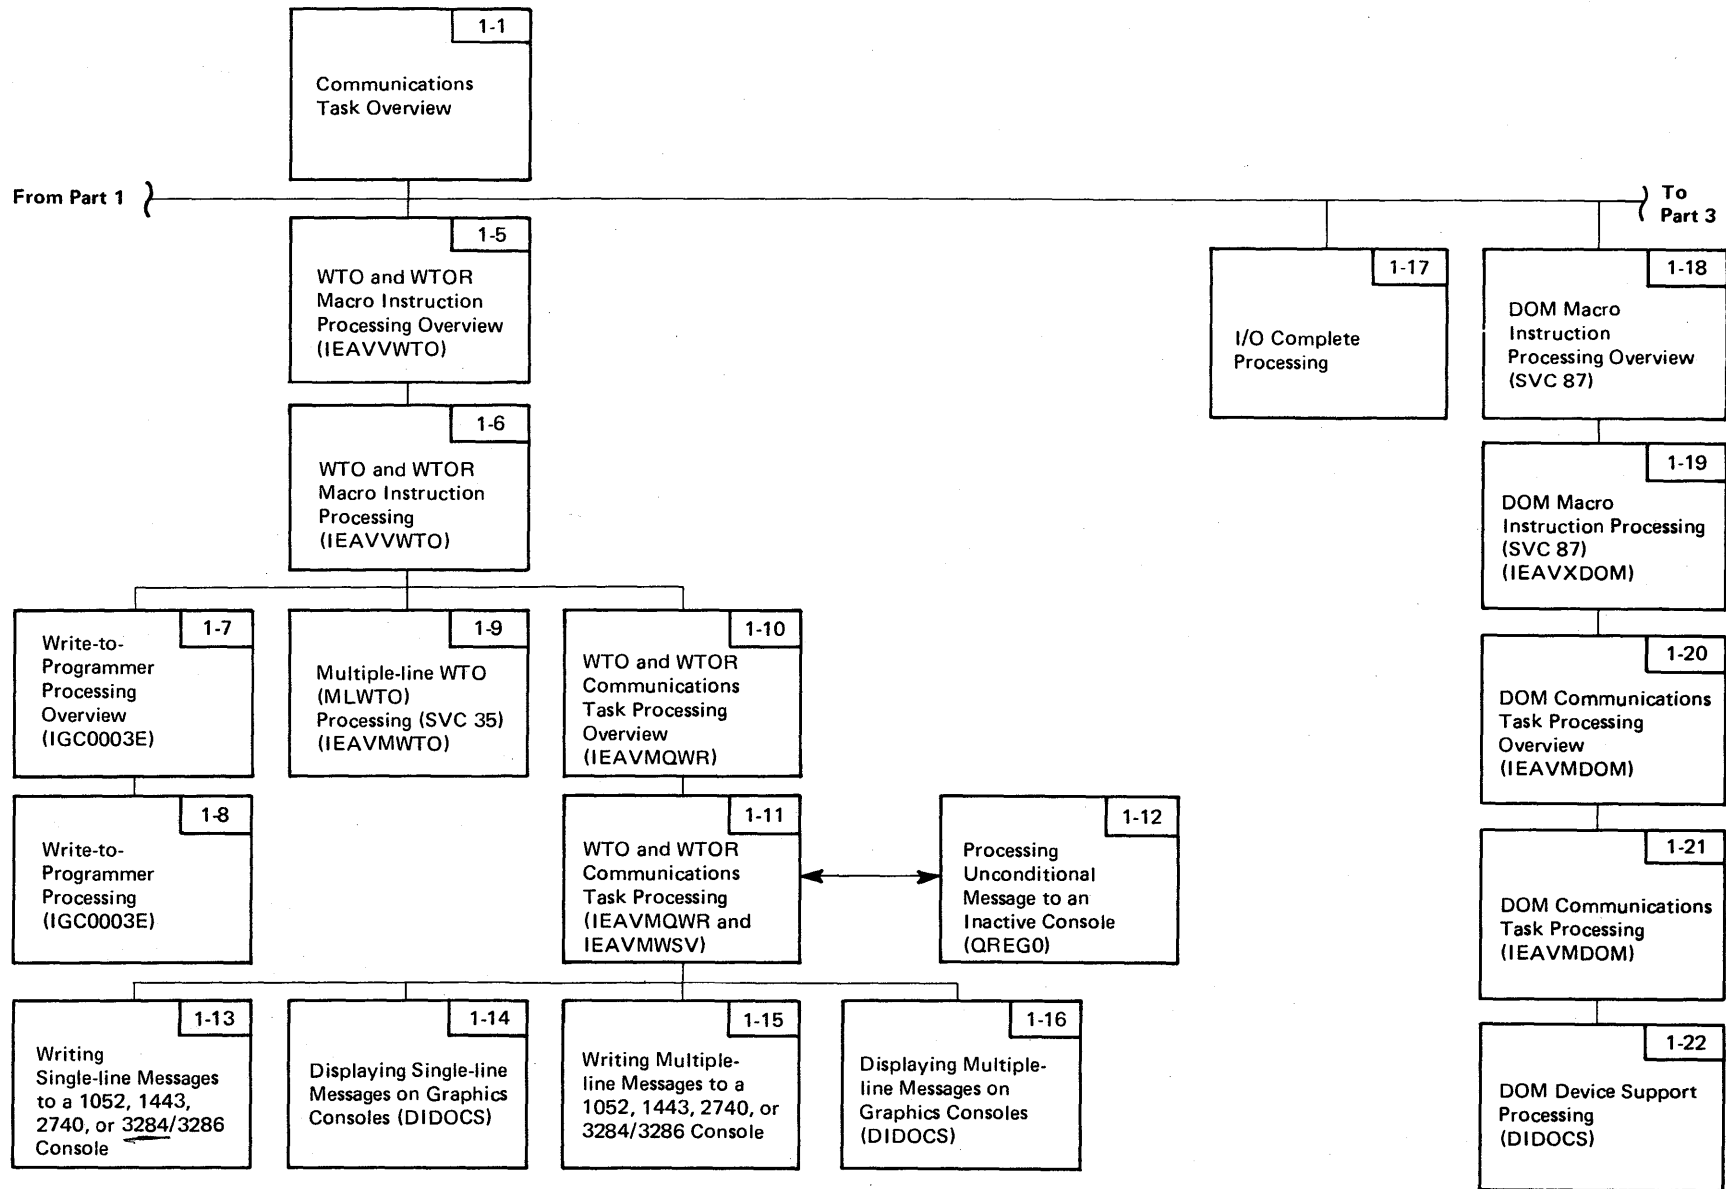 1-1
Communications
Task Overview
From Part 1
To
Part 3
1-5
WTO and WTOR
Macro Instruction
Processing Overview
(IEAVVWTO)
1-17
I/O Complete
Processing
1-18
DOM Macro
Instruction
Processing Overview
(SVC 87)
1-6
WTO and WTOR
Macro Instruction
Processing
(IEAVVWTO)
1-19
DOM Macro
Instruction Processing
(SVC 87)
(IEAVXDOM)
1-7
Write-to-
Programmer
Processing
Overview
(IGC0003E)
1-9
Multiple-line WTO
(MLWTO)
Processing (SVC 35)
(IEAVMWTO)
1-10
WTO and WTOR
Communications
Task Processing
Overview
(IEAVMQWR)
1-20
DOM Communications
Task Processing
Overview
(IEAVMDOM)
1-8
Write-to-
Programmer
Processing
(IGC0003E)
1-11
WTO and WTOR
Communications
Task Processing
(IEAVMQWR and
IEAVMWSV)
1-12
Processing
Unconditional
Message to an
Inactive Console
(QREG0)
1-21
DOM Communications
Task Processing
(IEAVMDOM)
1-13
Writing
Single-line Messages
to a 1052, 1443,
2740, or 3284/3286
Console
1-14
Displaying Single-line
Messages on Graphics
Consoles (DIDOCS)
1-15
Writing Multiple-
line Messages to a
1052, 1443, 2740, or
3284/3286 Console
1-16
Displaying Multiple-
line Messages on
Graphics Consoles
(DIDOCS)
1-22
DOM Device Support
Processing
(DIDOCS)